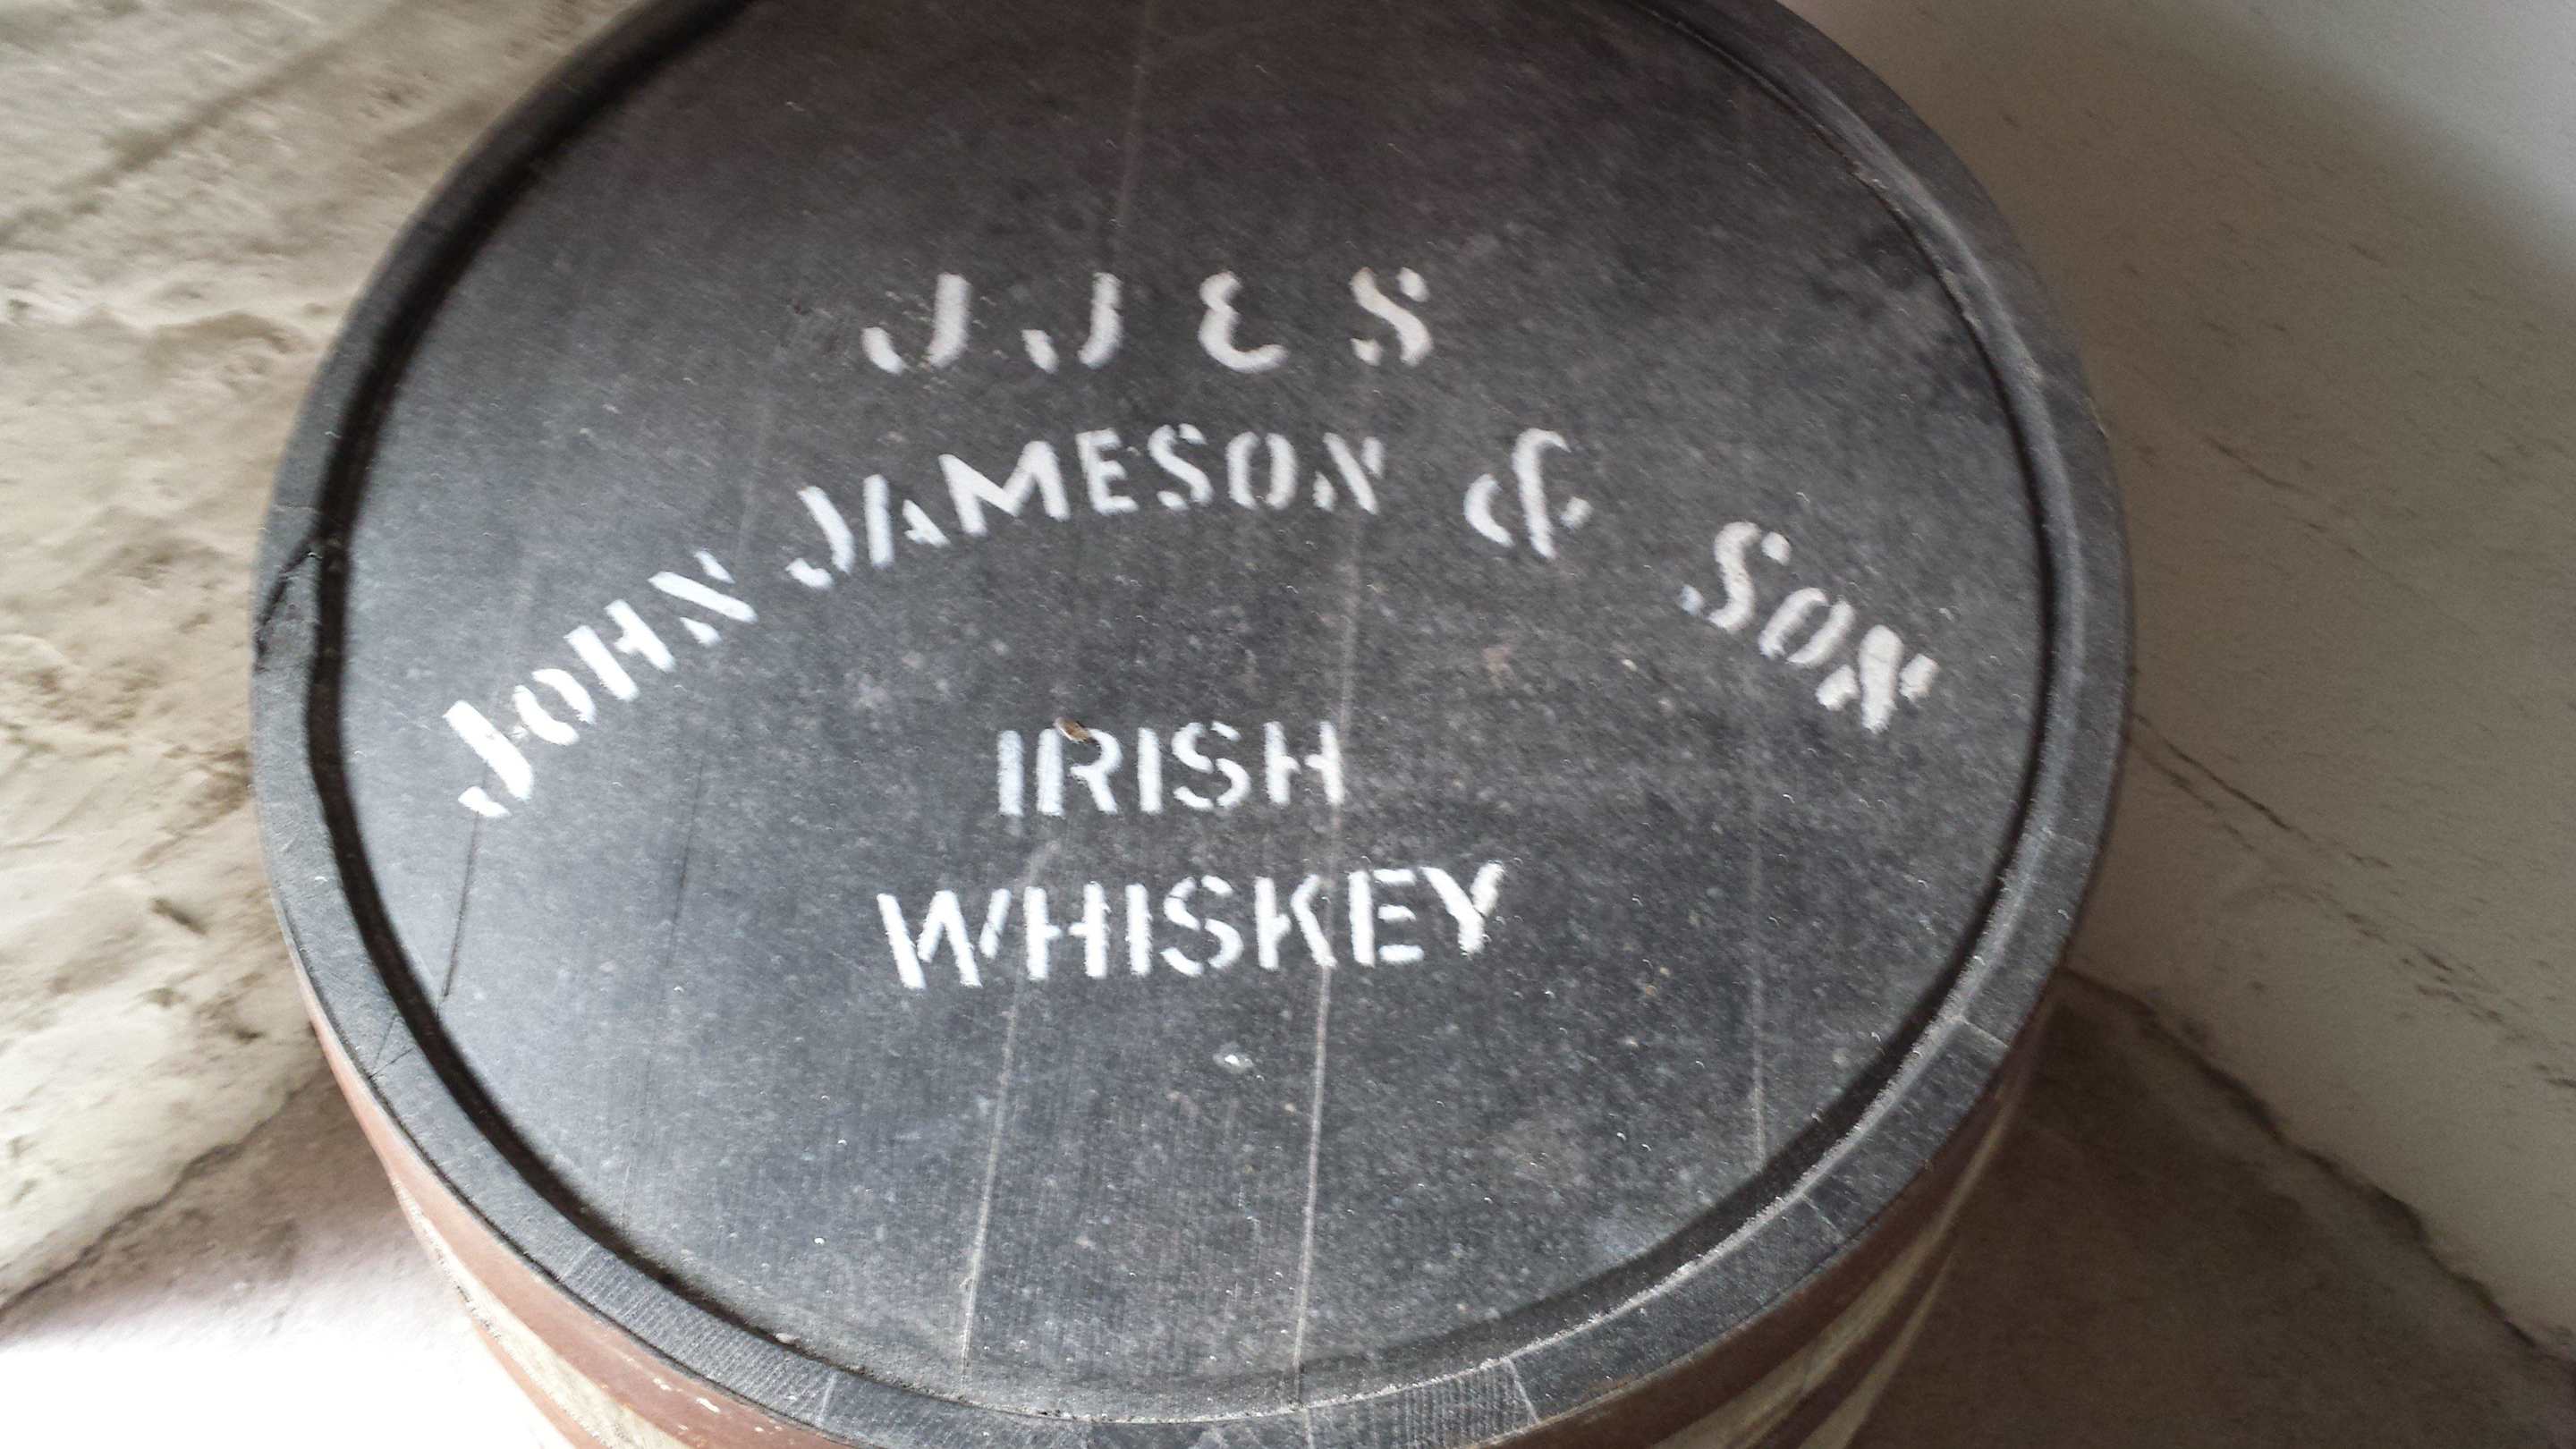 J J & S
JOHN JAMESON & SON
IRISH
WHISKEY